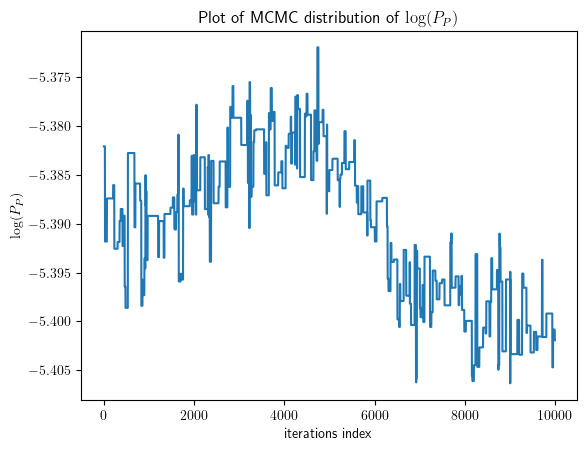 Plot of MCMC distribution of log(P_P)
log(P_P)
−5.375
−5.380
−5.385
−5.390
−5.395
−5.400
−5.405
0 2000 4000 6000 8000 10000
iterations index